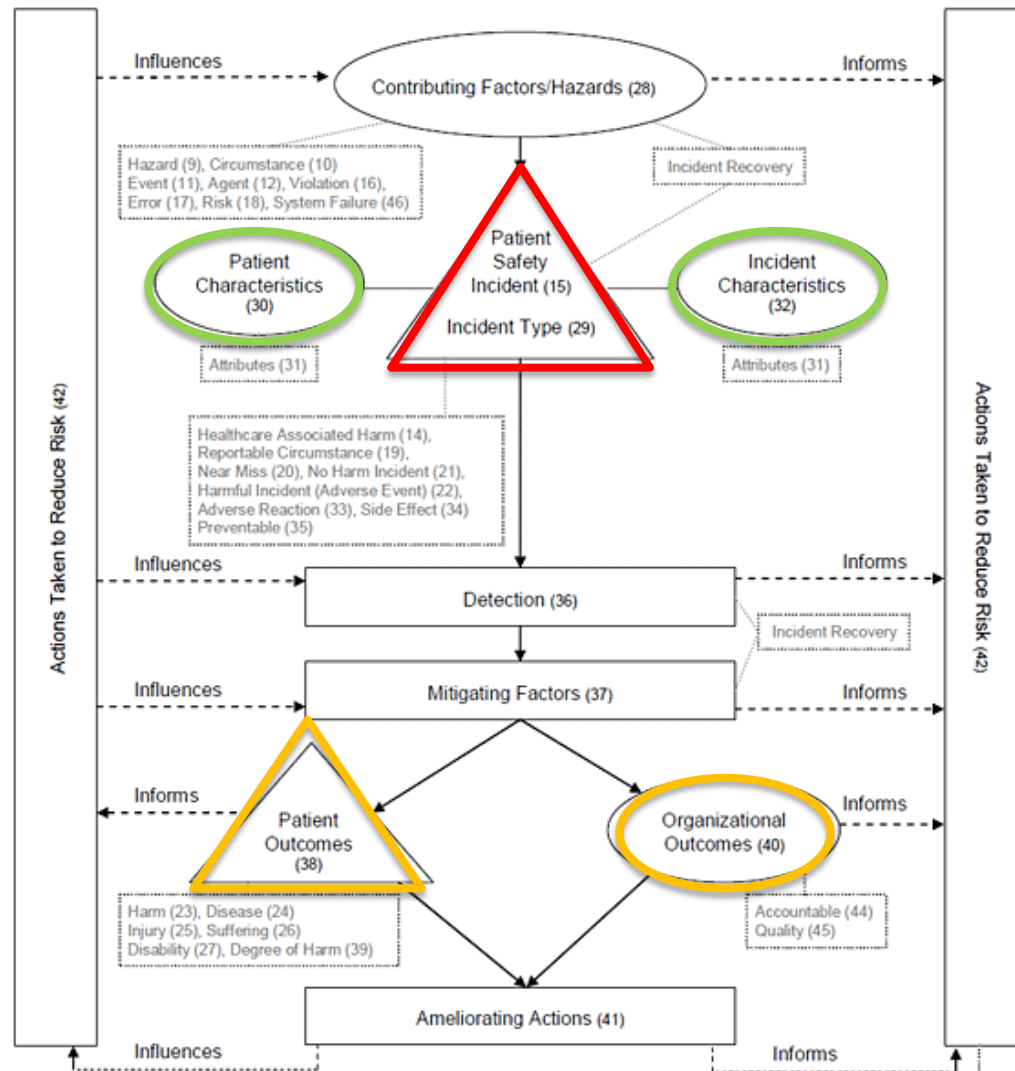 Influences
Informs
Contributing Factors/Hazards (28)
Hazard (9), Circumstance (10)
Event (11), Agent (12), Violation (16),
Error (17), Risk (18), System Failure (46)
Incident Recovery
Patient
Characteristics
(30)
Patient
Safety
Incident (15)
Incident Type (29)
Incident
Characteristics
(32)
Attributes (31)
Attributes (31)
Actions Taken to Reduce Risk (42)
Actions Taken to Reduce Risk (42)
Healthcare Associated Harm (14),
Reportable Circumstance (19),
Near Miss (20), No Harm Incident (21),
Harmful Incident (Adverse Event) (22),
Adverse Reaction (33), Side Effect (34)
Preventable (35)
Influences
Informs
Detection (36)
Incident Recovery
Influences
Informs
Mitigating Factors (37)
Informs
Informs
Patient
Outcomes
(38)
Organizational
Outcomes (40)
Harm (23), Disease (24)
Injury (25), Suffering (26)
Disability (27), Degree of Harm (39)
Accountable (44)
Quality (45)
Ameliorating Actions (41)
Influences
Informs